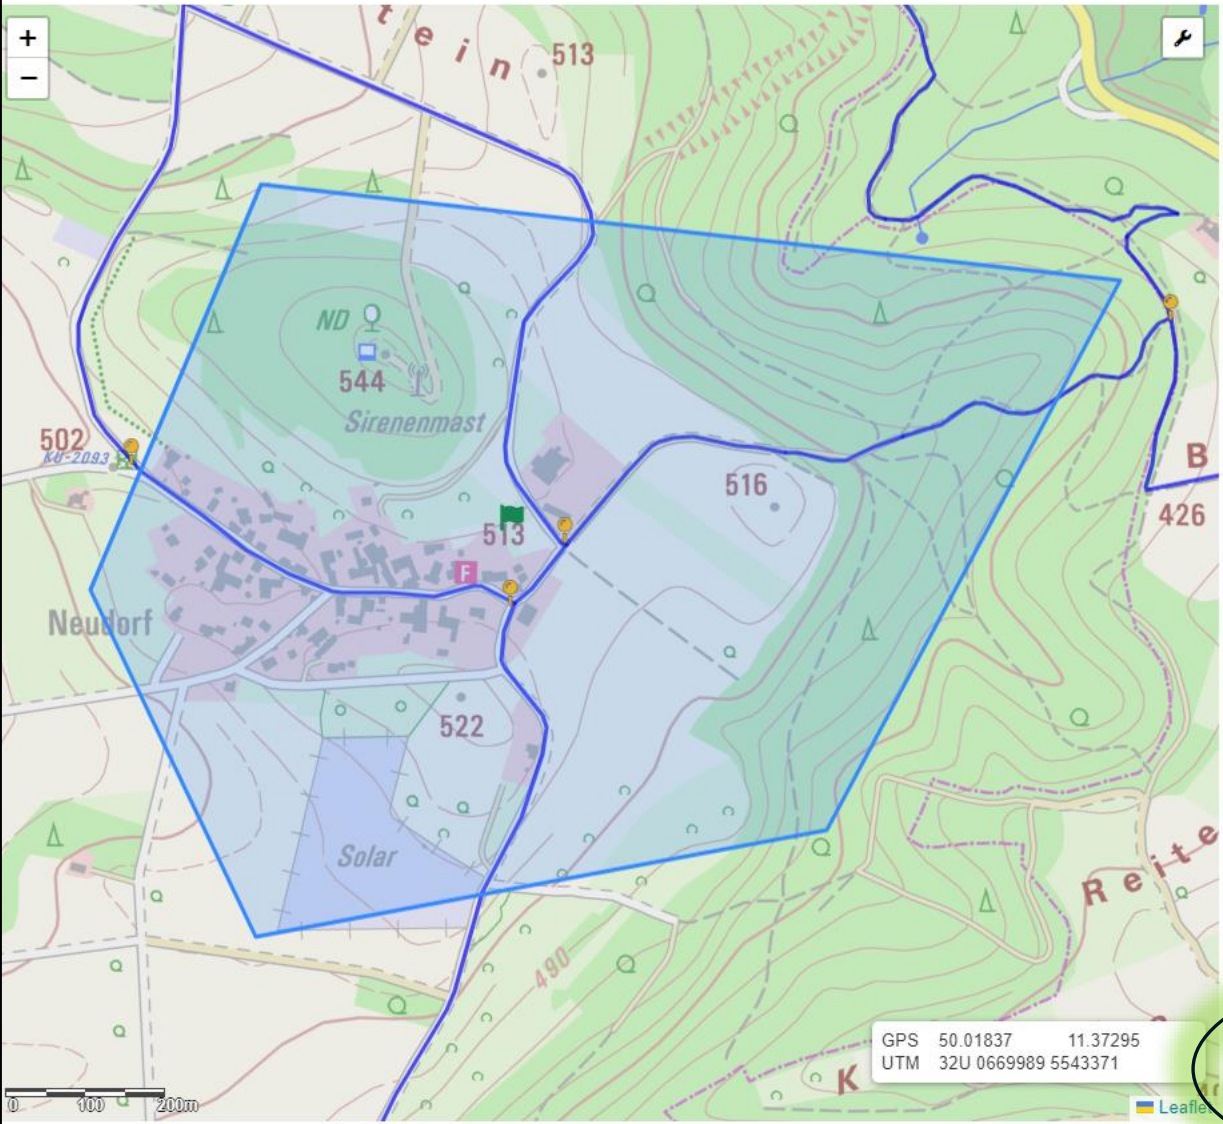 +
−
t e i n
513
ND
544
Sirenenmast
502
KU-2093
H
516
513
F
B
426
Neudorf
522
Solar
Reite
490
GPS 50.01837 11.37295
UTM 32U 0669989 5543371
K
0 100 200m
Leaflet